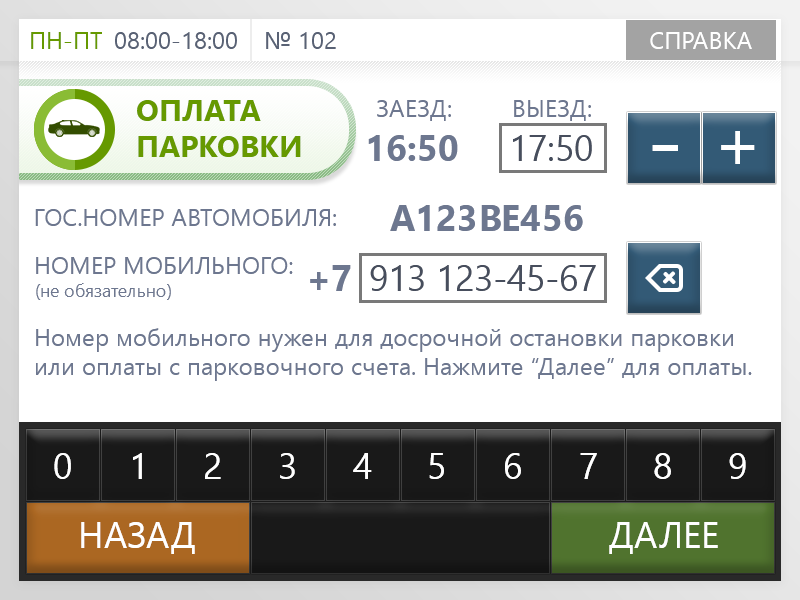 ПН-ПТ 08:00-18:00 № 102 СПРАВКА
ОПЛАТА ПАРКОВКИ
ЗАЕЗД: ВЫЕЗД:
16:50 17:50 − +
ГОС.НОМЕР АВТОМОБИЛЯ: А123ВЕ456
НОМЕР МОБИЛЬНОГО: +7 913 123-45-67
(не обязательно)
Номер мобильного нужен для досрочной остановки парковки
или оплаты с парковочного счета. Нажмите “Далее” для оплаты.
0 1 2 3 4 5 6 7 8 9
НАЗАД ДАЛЕЕ